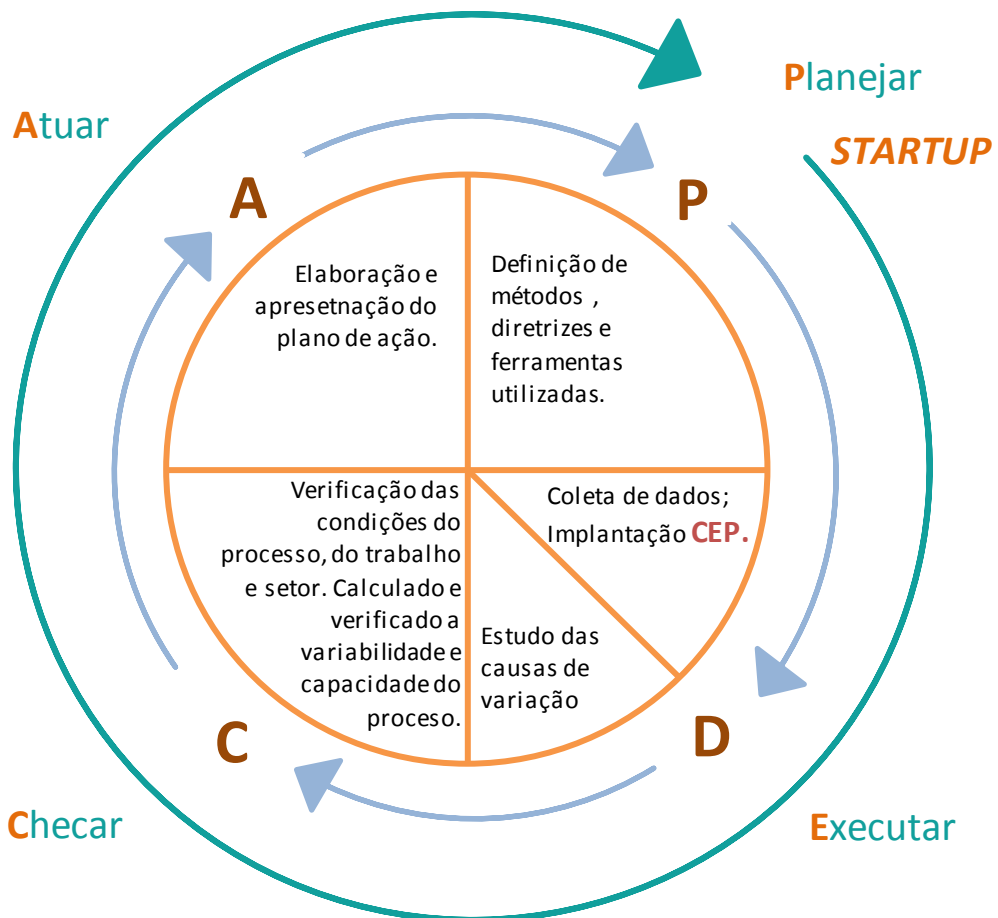 Planejar
STARTUP
Atuar
A
P
Elaboração e
apresetnação do
plano de ação.
Definição de
métodos ,
diretrizes e
ferramentas
utilizadas.
Coleta de dados;
Implantação CEP.
Estudo das
causas de
variação
Verificação das
condições do
processo, do trabalho
e setor. Calculado e
verificado a
variabilidade e
capacidade do
proceso.
C
D
Checar
Executar